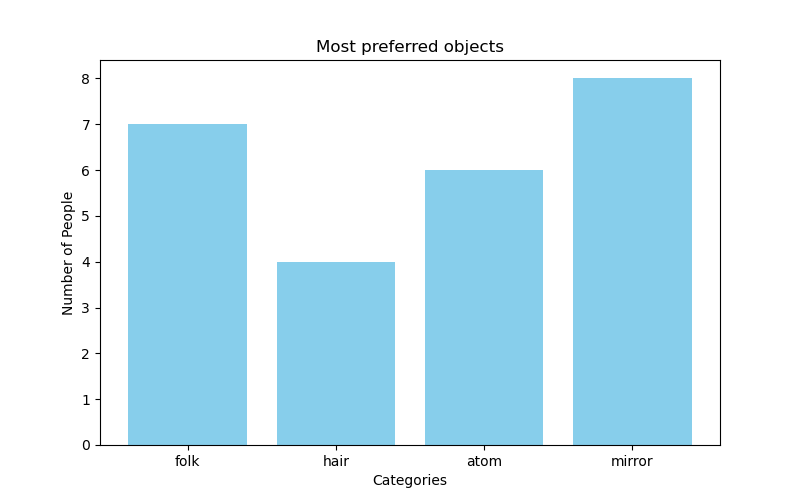 Most preferred objects
Number of People
8
7
6
5
4
3
2
1
0
folk hair atom mirror
Categories